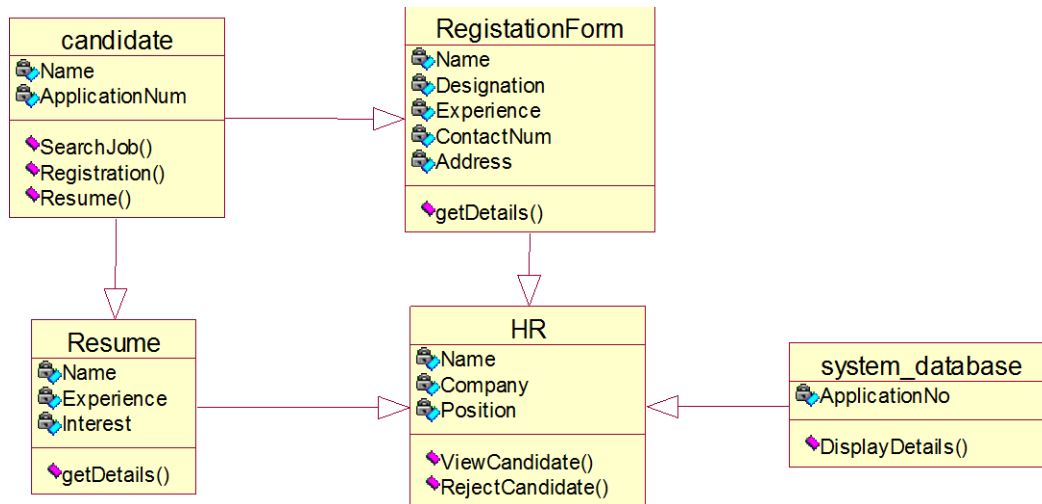 candidate
Name
ApplicationNum
SearchJob()
Registration()
Resume()
RegistationForm
Name
Designation
Experience
ContactNum
Address
getDetails()
Resume
Name
Experience
Interest
getDetails()
HR
Name
Company
Position
ViewCandidate()
RejectCandidate()
system_database
ApplicationNo
DisplayDetails()